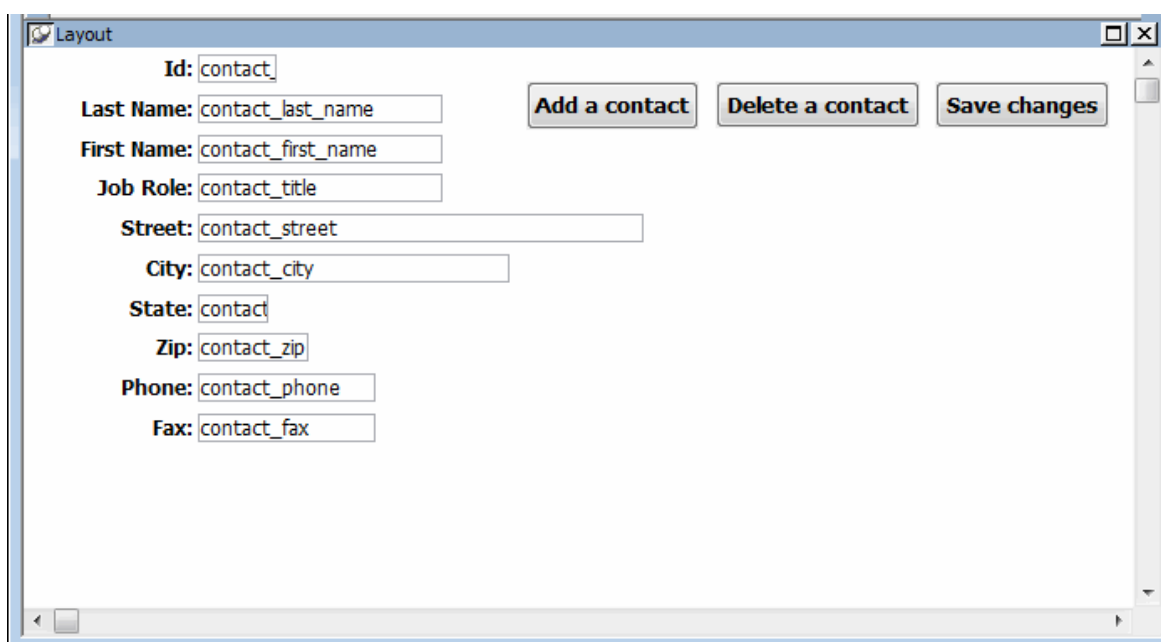 Layout
Id: contact_
Last Name: contact_last_name
Add a contact Delete a contact Save changes
First Name: contact_first_name
Job Role: contact_title
Street: contact_street
City: contact_city
State: contact
Zip: contact_zip
Phone: contact_phone
Fax: contact_fax